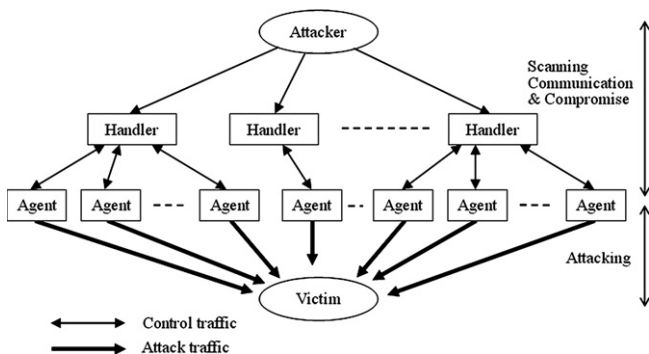 Attacker
Scanning
Communication
& Compromise
Handler Handler Handler
Agent Agent Agent Agent Agent Agent Agent
Attacking
Victim
Control traffic
Attack traffic